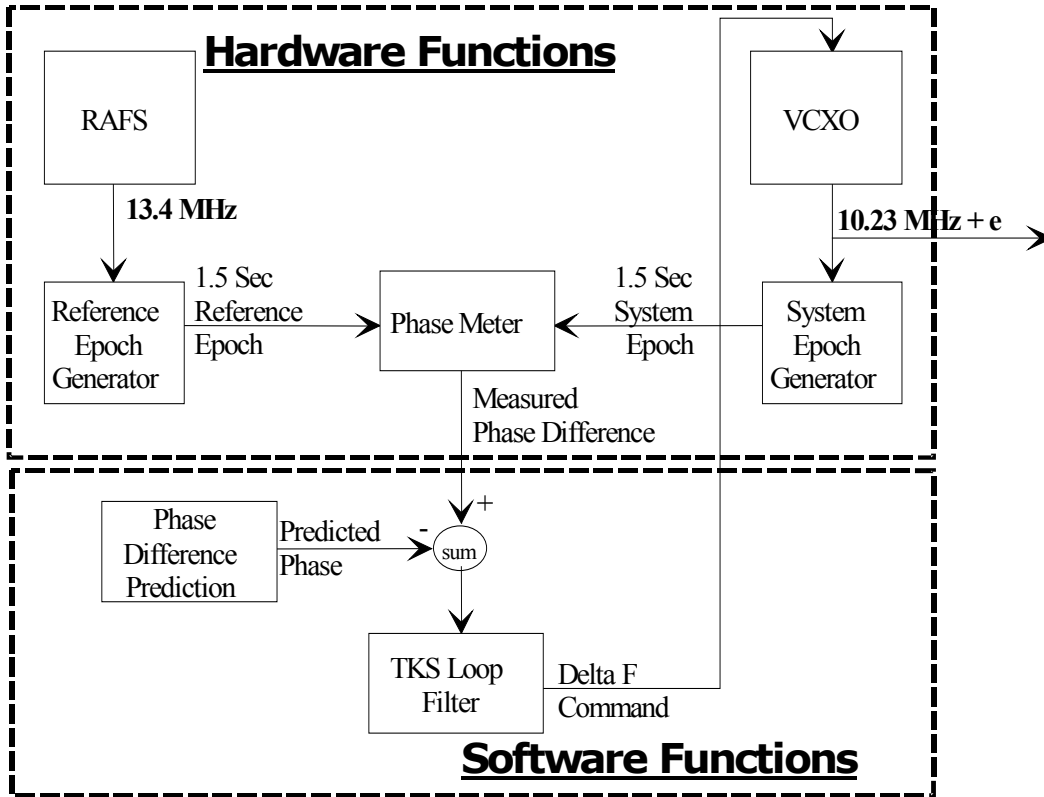 Hardware Functions
RAFS
VCXO
13.4 MHz
10.23 MHz + e
Reference
Epoch
Generator
1.5 Sec
Reference
Epoch
Phase Meter
1.5 Sec
System
Epoch
System
Epoch
Generator
Measured
Phase Difference
Phase
Difference
Prediction
Predicted
Phase
-
+
sum
TKS Loop
Filter
Delta F
Command
Software Functions